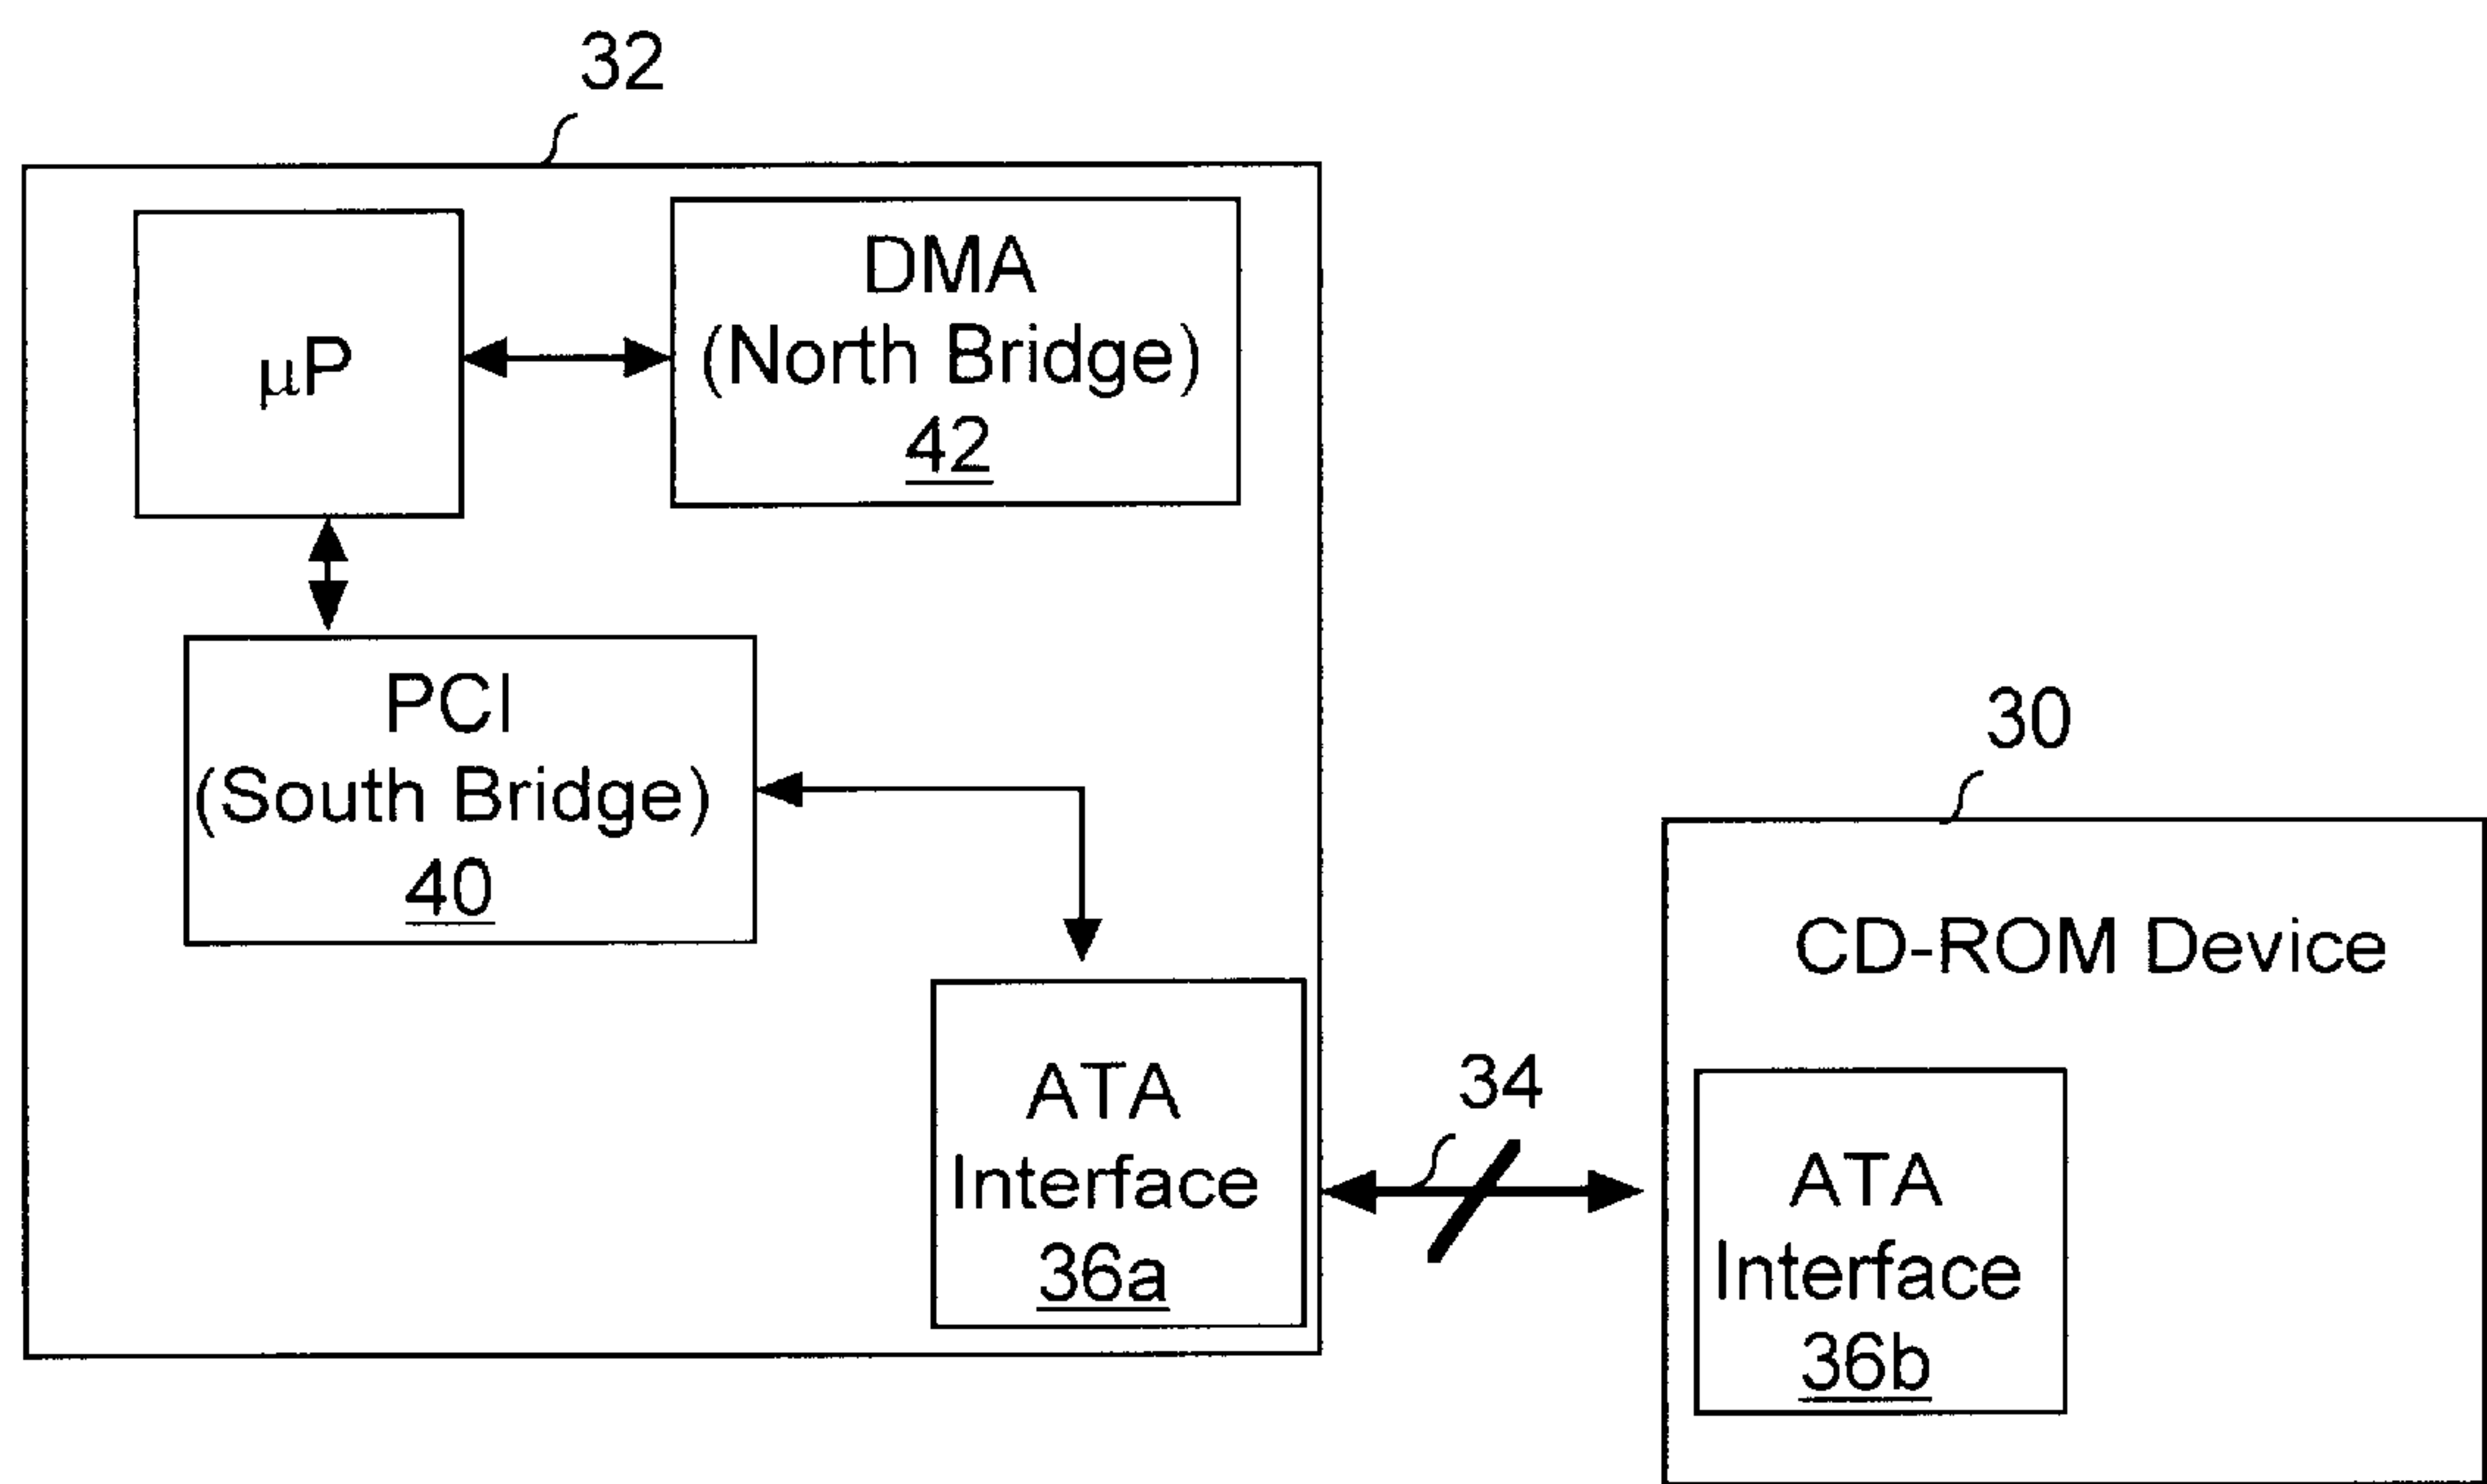 32
µP
DMA
(North Bridge)
42
PCI
(South Bridge)
40
ATA
Interface
36a
34
30
CD-ROM Device
ATA
Interface
36b